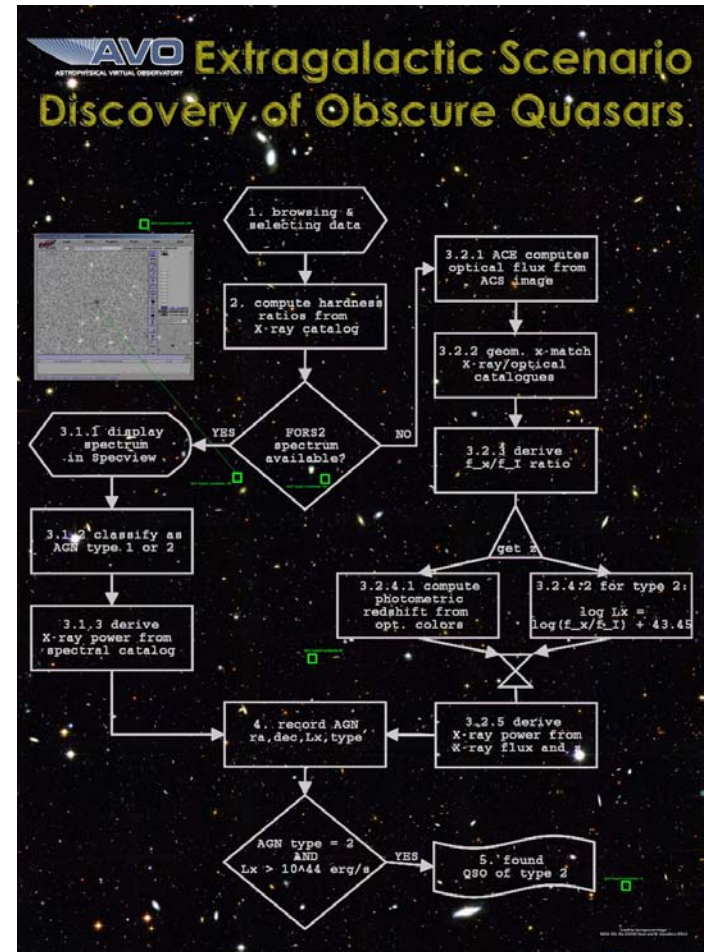 AVO
ASTROPHYSICAL VIRTUAL OBSERVATORY
Extragalactic Scenario
Discovery of Obscure Quasars
1. browsing &
selecting data
2. compute hardness
ratios from
X-ray catalog
FORS2
spectrum
available?
YES
NO
3.1.1 display
spectrum
in Specview
3.1.2 classify as
AGN type 1 or 2
3.1.3 derive
X-ray power from
spectral catalog
3.2.1 ACE computes
optical flux from
ACS image
3.2.2 geom. x-match
X-ray/optical
catalogues
3.2.3 derive
f_x/f_I ratio
get z
3.2.4.1 compute
photometric
redshift from
opt. colors
3.2.4.2 for type 2:
log Lx =
log(f_x/f_I) + 43.45
3.2.5 derive
X-ray power from
X-ray flux and z
4. record AGN
ra,dec,Lx,type
AGN type = 2
AND
Lx > 10^44 erg/s
YES
5. found
QSO of type 2